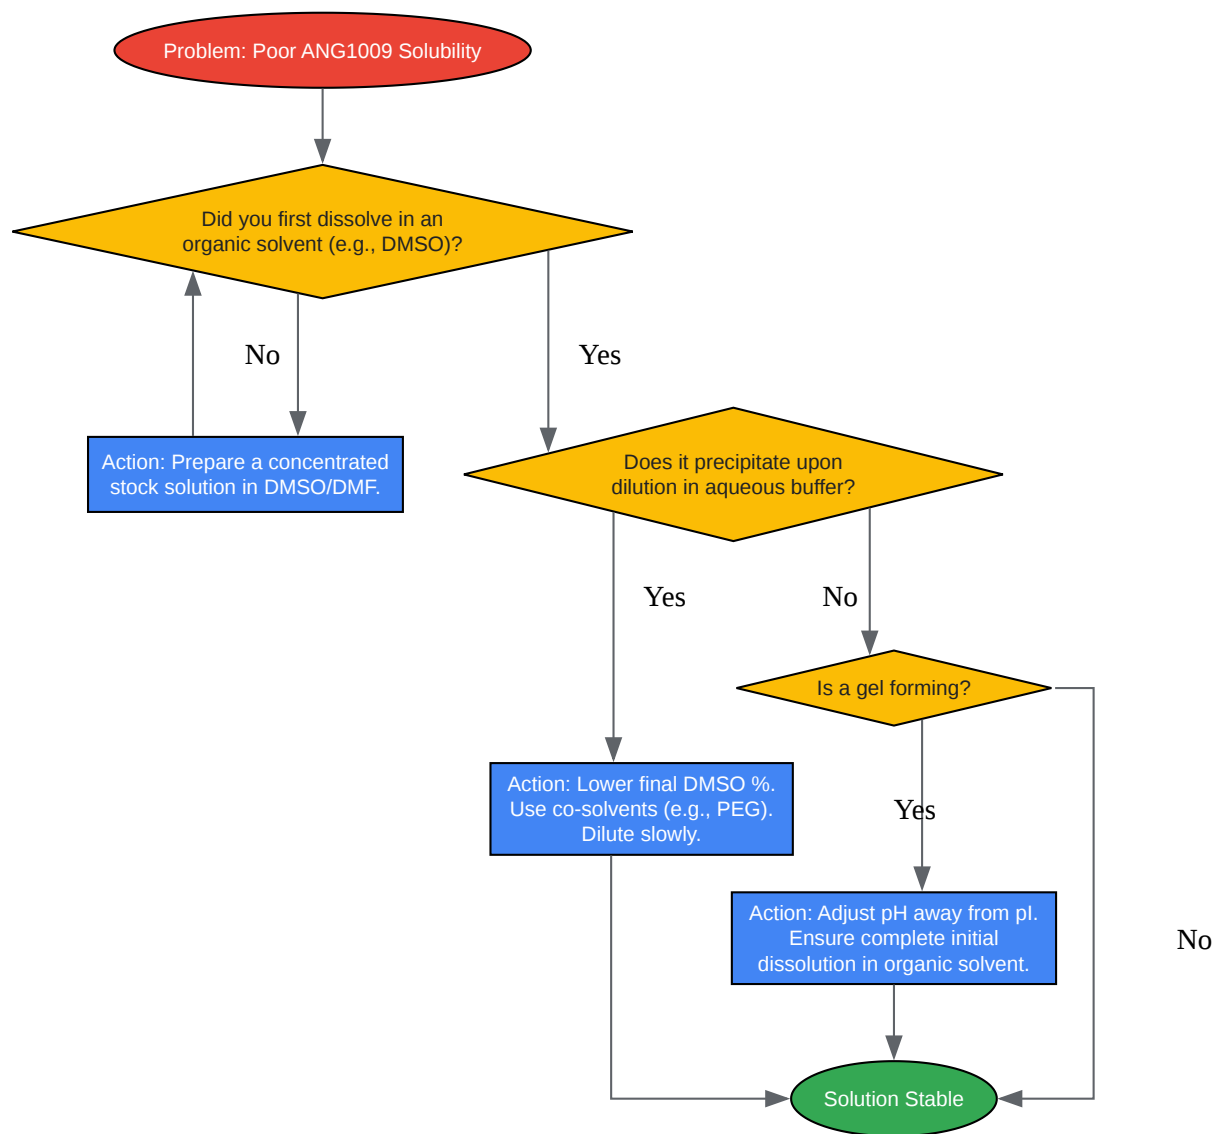 Problem: Poor ANG1009 Solubility
Did you first dissolve in an
organic solvent (e.g., DMSO)?
No
Yes
Action: Prepare a concentrated
stock solution in DMSO/DMF.
Does it precipitate upon
dilution in aqueous buffer?
Yes
No
Is a gel forming?
Action: Lower final DMSO %.
Use co-solvents (e.g., PEG).
Dilute slowly.
Yes
Action: Adjust pH away from pI.
Ensure complete initial
dissolution in organic solvent.
No
Solution Stable